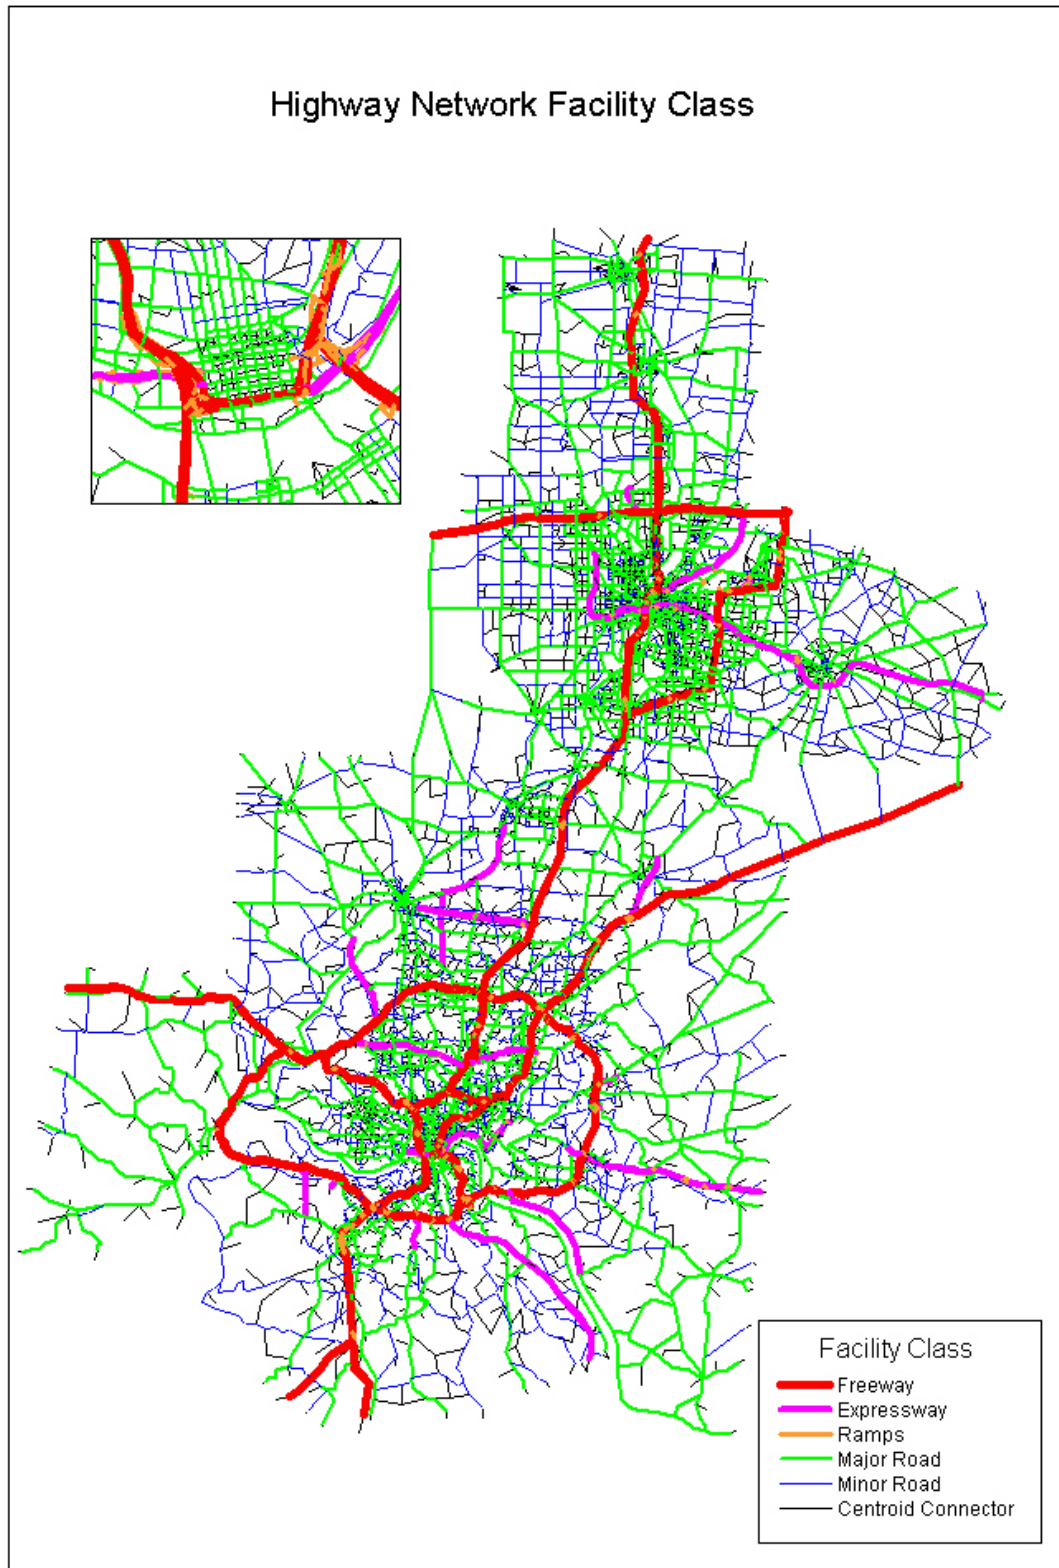 Highway Network Facility Class
Facility Class
Freeway
Expressway
Ramps
Major Road
Minor Road
Centroid Connector